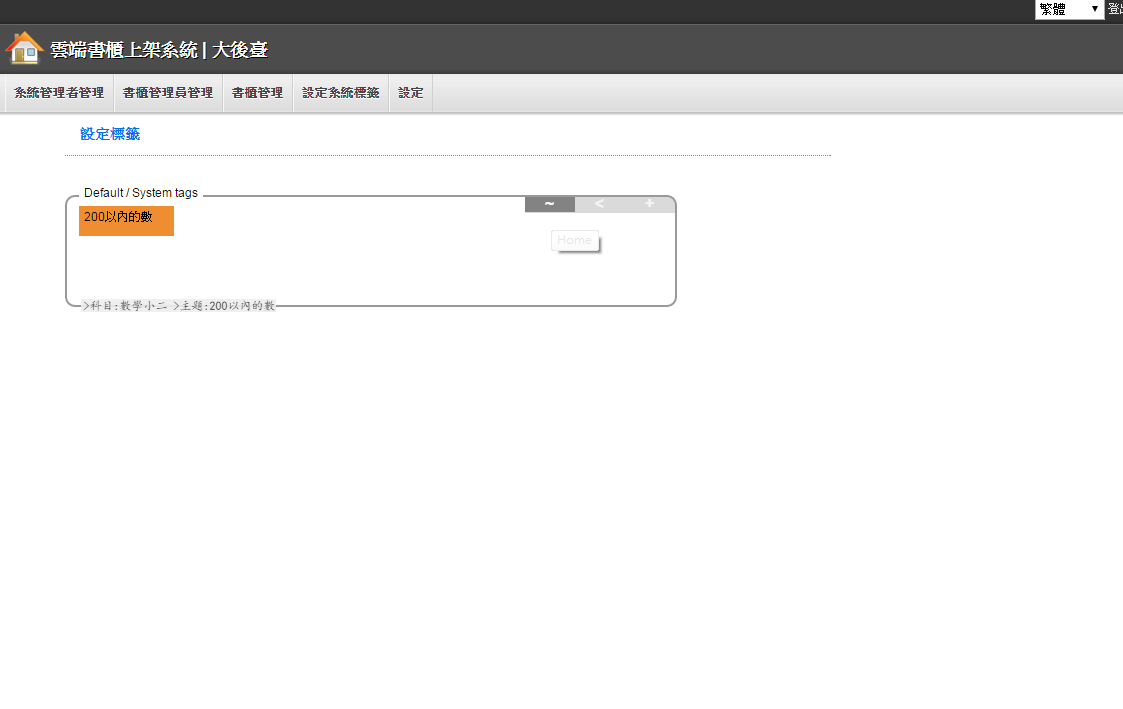 繁體 ▼
雲端書櫃上架系統 | 大後臺
系統管理者管理 書櫃管理員管理 書櫃管理 設定系統標籤 設定
設定標籤
Default / System tags
~ < +
200以內的數
Home
>科目:數學小二 >主題:200以內的數